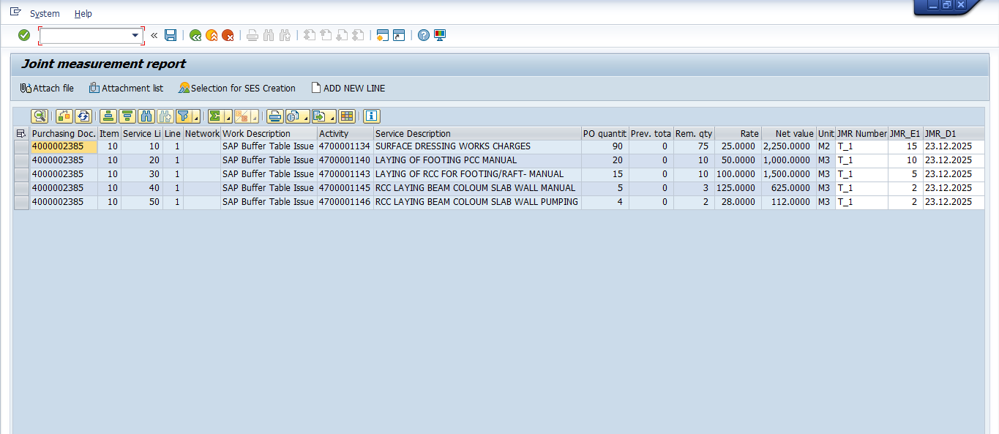 System Help
Joint measurement report
Attach file Attachment list Selection for SES Creation ADD NEW LINE
Purchasing Doc. Item Service Li Line Network Work Description Activity Service Description PO quantit Prev. tota Rem. qty Rate Net value Unit JMR Number JMR_E1 JMR_D1
4000002385 10 10 1 SAP Buffer Table Issue 4700001134 SURFACE DRESSING WORKS CHARGES 90 0 75 25.0000 2,250.0000 M2 T_1 15 23.12.2025
4000002385 10 20 1 SAP Buffer Table Issue 4700001140 LAYING OF FOOTING PCC MANUAL 20 0 10 50.0000 1,000.0000 M3 T_1 10 23.12.2025
4000002385 10 30 1 SAP Buffer Table Issue 4700001143 LAYING OF RCC FOR FOOTING/RAFT- MANUAL 15 0 10 100.0000 1,500.0000 M3 T_1 5 23.12.2025
4000002385 10 40 1 SAP Buffer Table Issue 4700001145 RCC LAYING BEAM COLOUM SLAB WALL MANUAL 5 0 3 125.0000 625.0000 M3 T_1 2 23.12.2025
4000002385 10 50 1 SAP Buffer Table Issue 4700001146 RCC LAYING BEAM COLOUM SLAB WALL PUMPING 4 0 2 28.0000 112.0000 M3 T_1 2 23.12.2025